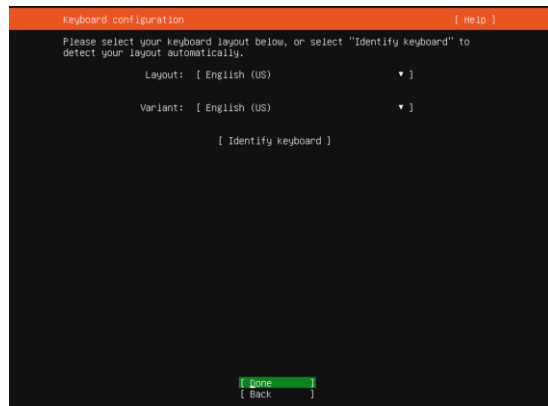 Keyboard configuration [ Help ]
Please select your keyboard layout below, or select "Identify keyboard" to
detect your layout automatically.
Layout: [ English (US) ▾ ]
Variant: [ English (US) ▾ ]
[ Identify keyboard ]
[ Done ]
[ Back ]